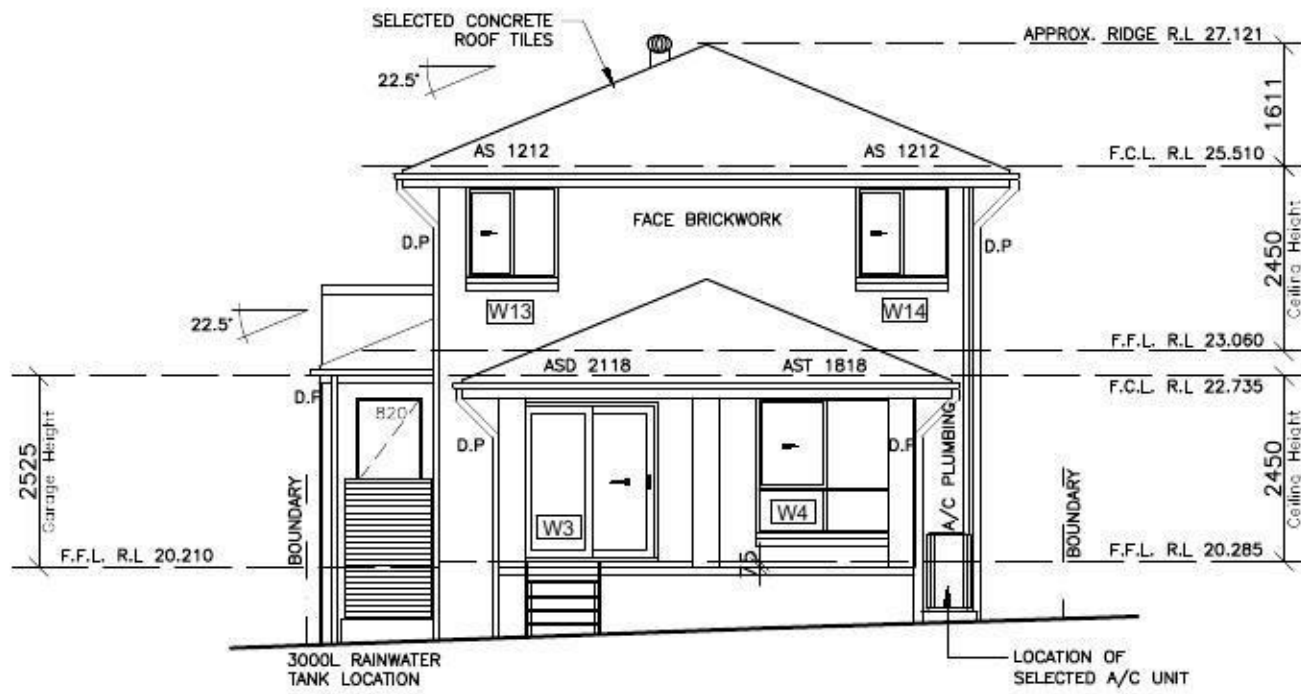 SELECTED CONCRETE
ROOF TILES
APPROX. RIDGE R.L 27.121
22.5°
1611
AS 1212
AS 1212
F.C.L. R.L 25.510
FACE BRICKWORK
D.P
D.P
2450
Ceiling Height
W13
W14
22.5°
F.F.L. R.L 23.060
ASD 2118
AST 1818
F.C.L. R.L 22.735
D.P
820
D.P
D.P
A/C PLUMBING
2525
Garage Height
2450
Ceiling Height
BOUNDARY
BOUNDARY
W3
W4
75
F.F.L. R.L 20.210
F.F.L. R.L 20.285
3000L RAINWATER
TANK LOCATION
LOCATION OF
SELECTED A/C UNIT